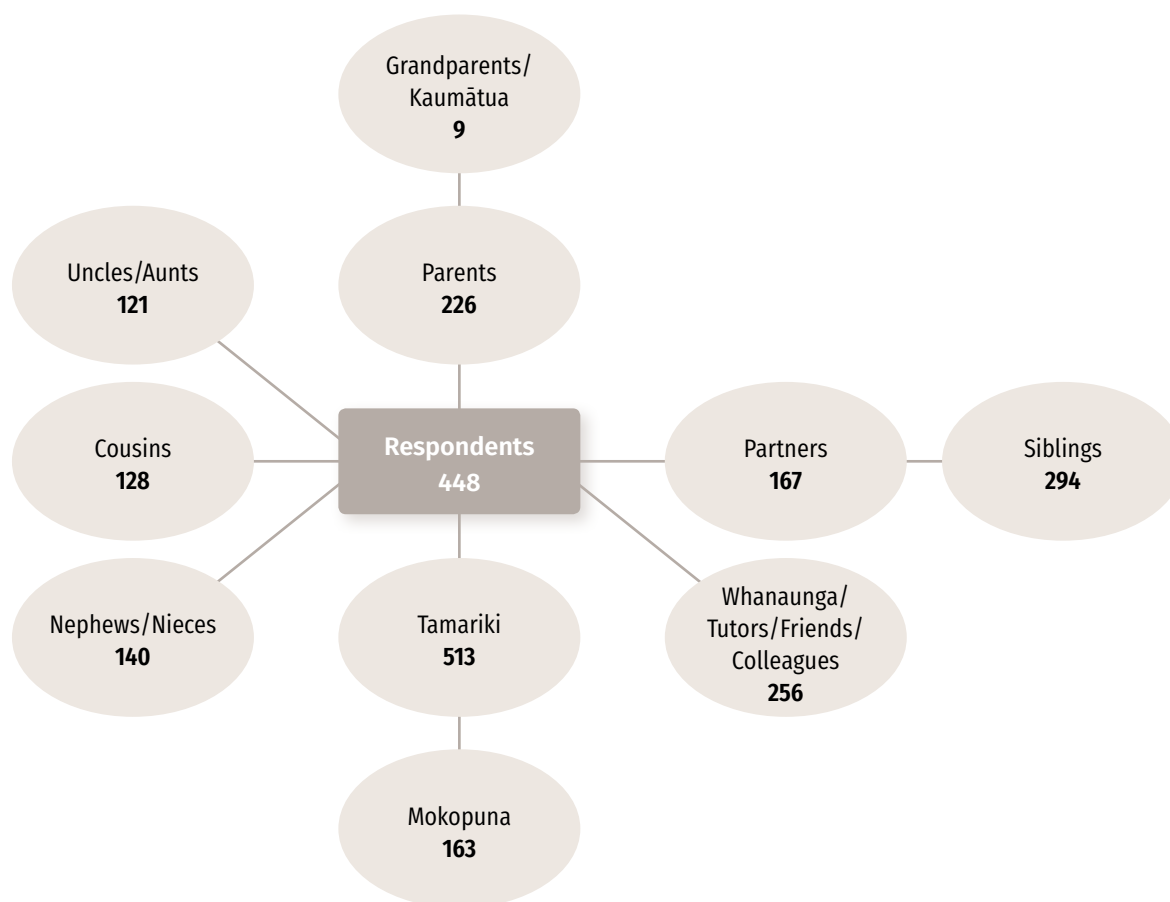 Grandparents/
Kaumātua
9
Uncles/Aunts
121
Parents
226
Cousins
128
Respondents
448
Partners
167
Siblings
294
Nephews/Nieces
140
Tamariki
513
Whanaunga/
Tutors/Friends/
Colleagues
256
Mokopuna
163